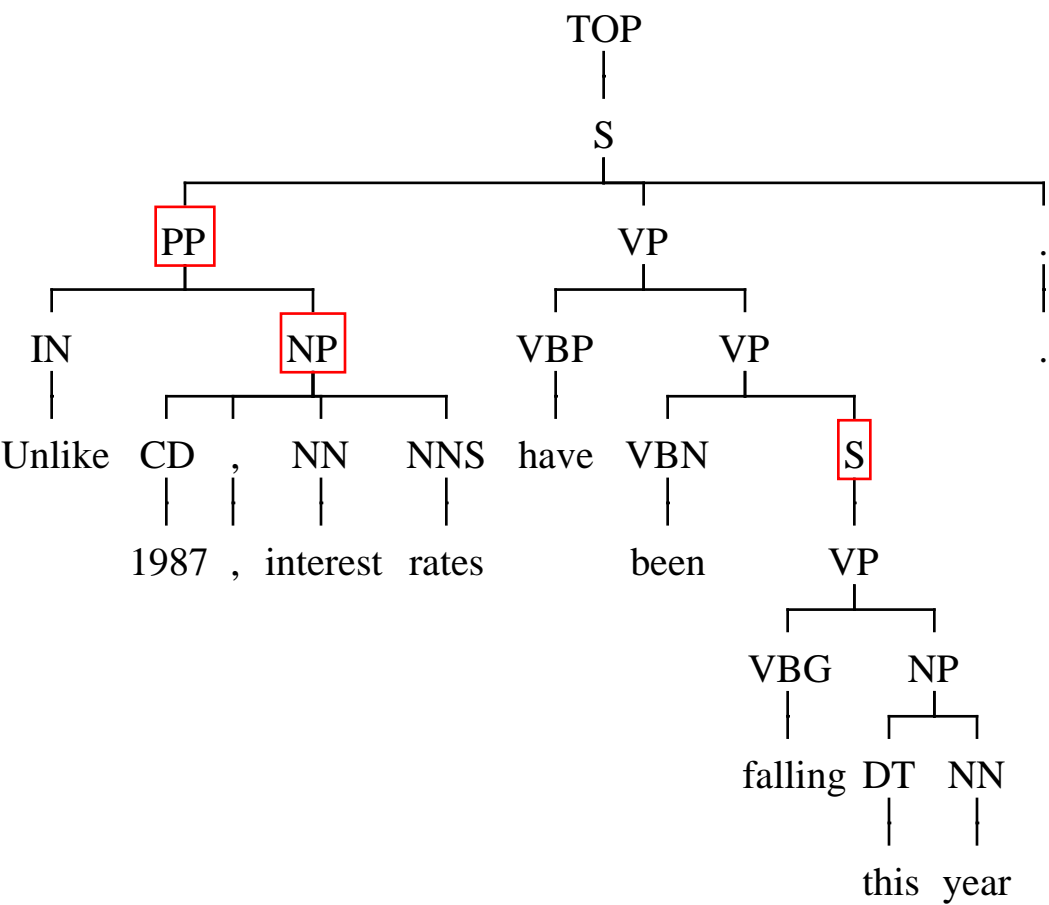 TOP
S
PP VP .
IN NP VBP VP .
Unlike CD , NN NNS have VBN S
1987 , interest rates been VP
VBG NP
falling DT NN
this year